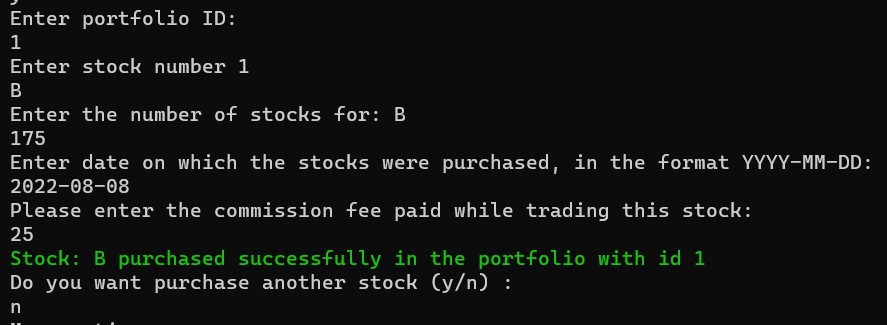 Enter portfolio ID:
1
Enter stock number 1
B
Enter the number of stocks for: B
175
Enter date on which the stocks were purchased, in the format YYYY-MM-DD:
2022-08-08
Please enter the commission fee paid while trading this stock:
25
Stock: B purchased successfully in the portfolio with id 1
Do you want purchase another stock (y/n) :
n